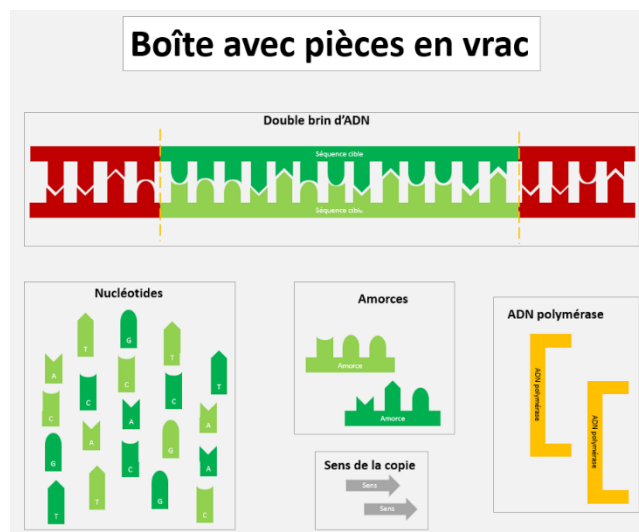 Boîte avec pièces en vrac
Double brin d'ADN
Séquence cible
Séquence cible
Nucléotides
G
T
T
A
C
T
C
C
C
A
A
A
G
G
C
A
T
T
G
C
Amorces
Amorce
Amorce
Sens de la copie
Sens
Sens
ADN polymérase
ADN polymérase
ADN polymérase